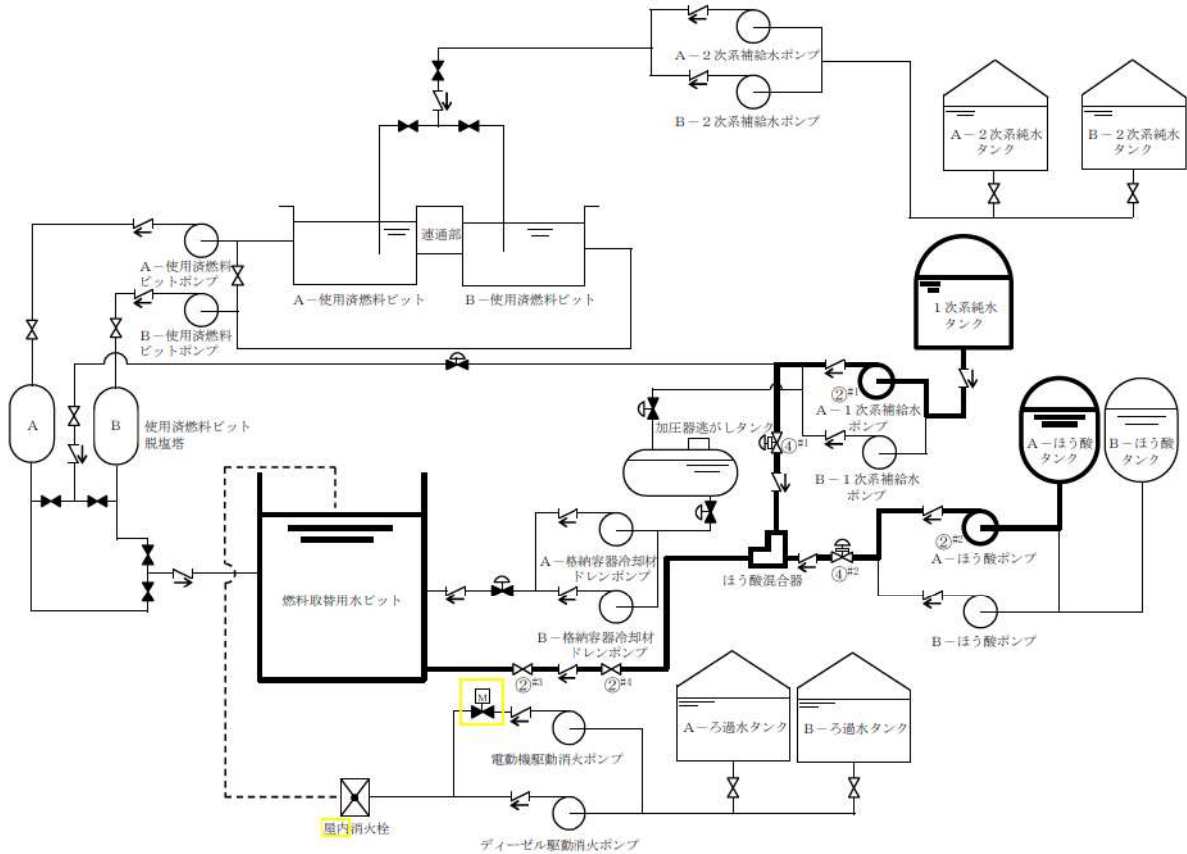 A－2次系補給水ポンプ
B－2次系補給水ポンプ
A－2次系純水
タンク
B－2次系純水
タンク
連通部
A－使用済燃料
ピットポンプ
A－使用済燃料ピット
B－使用済燃料ピット
B－使用済燃料
ピットポンプ
1次系純水
タンク
②#1
A－1次系補給水
ポンプ
A
B
使用済燃料ピット
脱塩塔
加圧器逃がしタンク
④#1
B－1次系補給水
ポンプ
A－ほう酸
タンク
B－ほう酸
タンク
②#2
A－ほう酸ポンプ
A－格納容器冷却材
ドレンポンプ
ほう酸混合器
④#2
燃料取替用水ピット
B－格納容器冷却材
ドレンポンプ
B－ほう酸ポンプ
②#3
②#4
M
電動機駆動消火ポンプ
A－ろ過水タンク
B－ろ過水タンク
屋内消火栓
ディーゼル駆動消火ポンプ